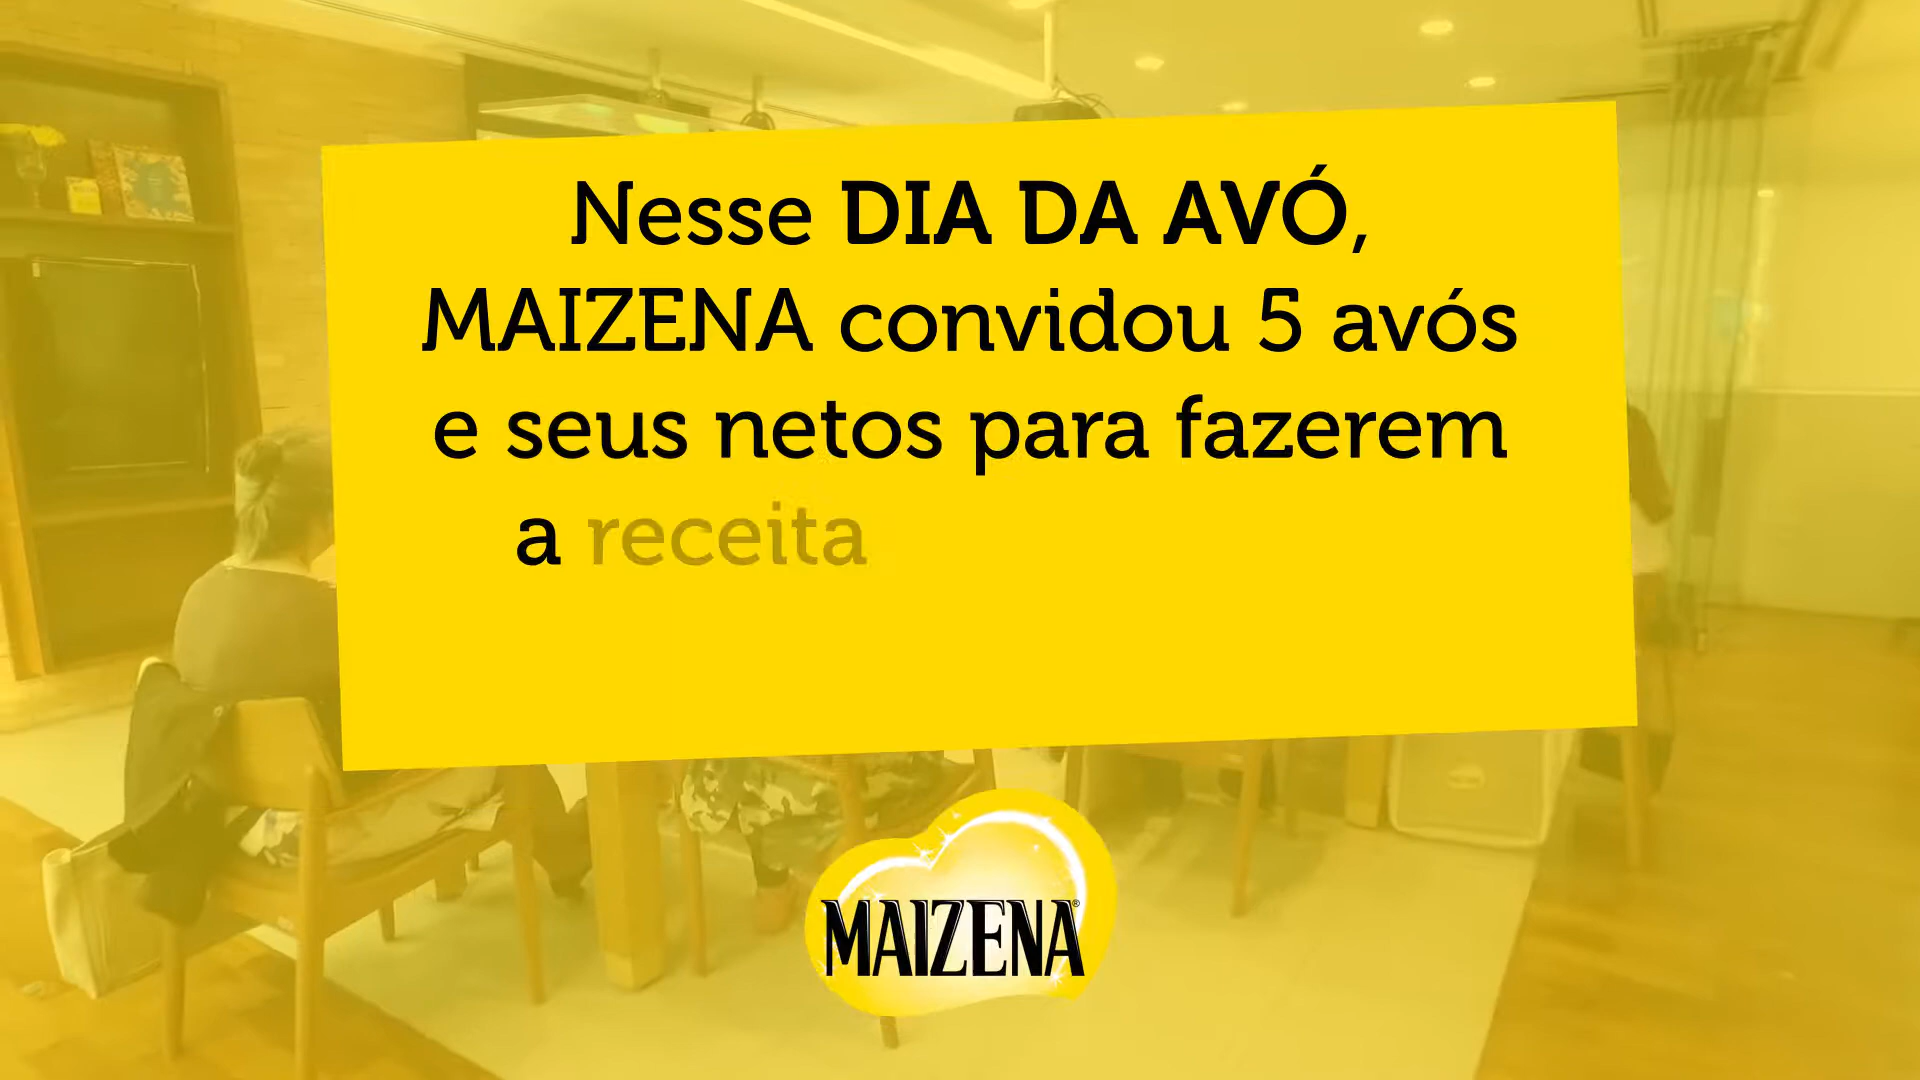 Nesse DIA DA AVÓ,
MAIZENA convidou 5 avós
e seus netos para fazerem
a receita
MAIZENA®